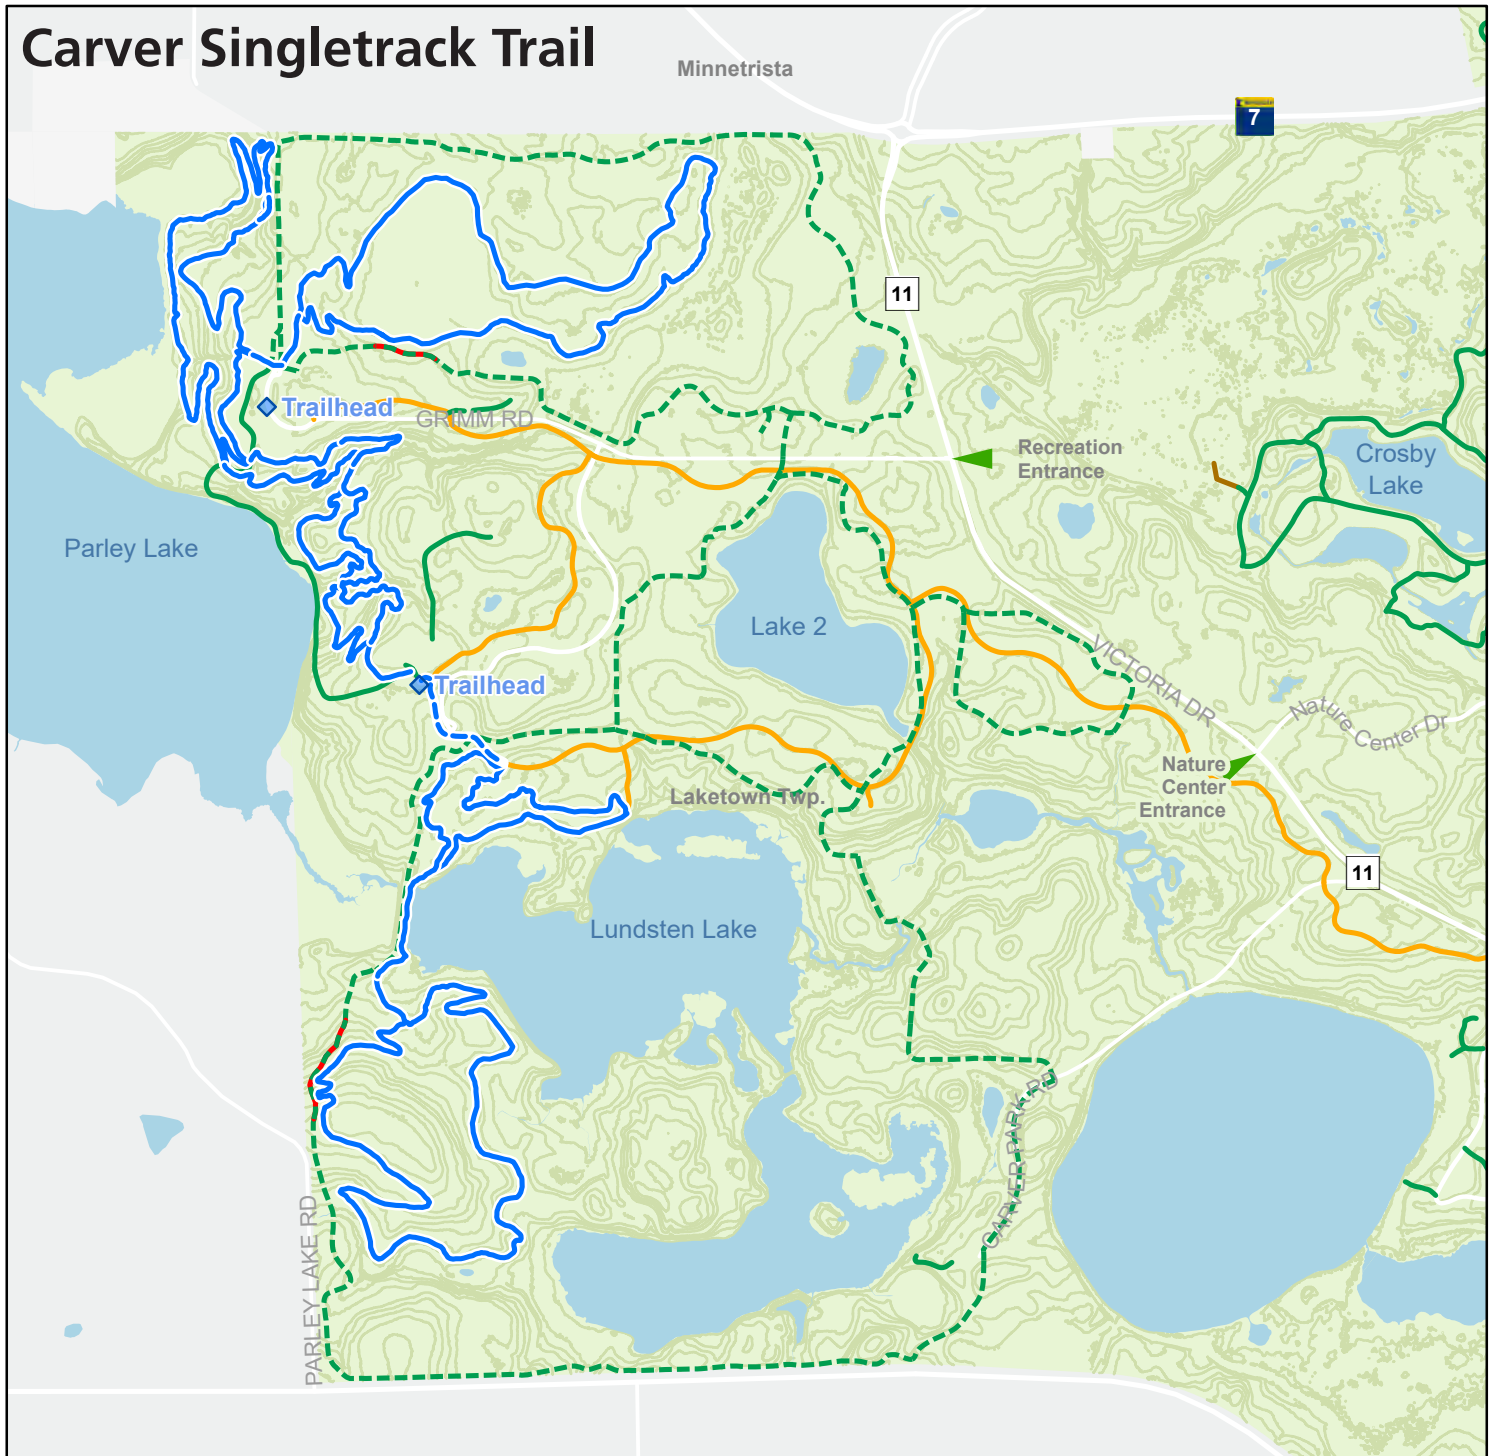 Carver Singletrack Trail
Minnetrista
7
11
Trailhead
GRIMM RD
Recreation
Entrance
Crosby
Lake
Parley Lake
Lake 2
VICTORIA DR
Trailhead
Nature Center Dr
Nature
Center
Entrance
Laketown Twp.
11
Lundsten Lake
CARVER PARK RD
PARLEY LAKE RD